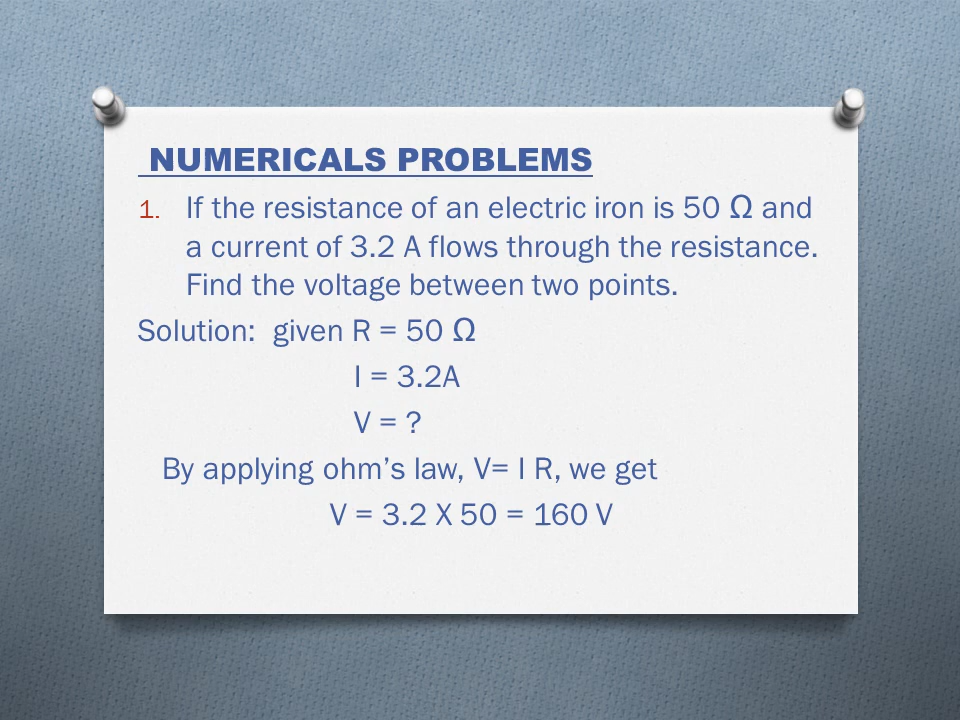 NUMERICALS PROBLEMS
1. If the resistance of an electric iron is 50 Ω and
a current of 3.2 A flows through the resistance.
Find the voltage between two points.
Solution: given R = 50 Ω
I = 3.2A
V = ?
By applying ohm’s law, V= I R, we get
V = 3.2 X 50 = 160 V